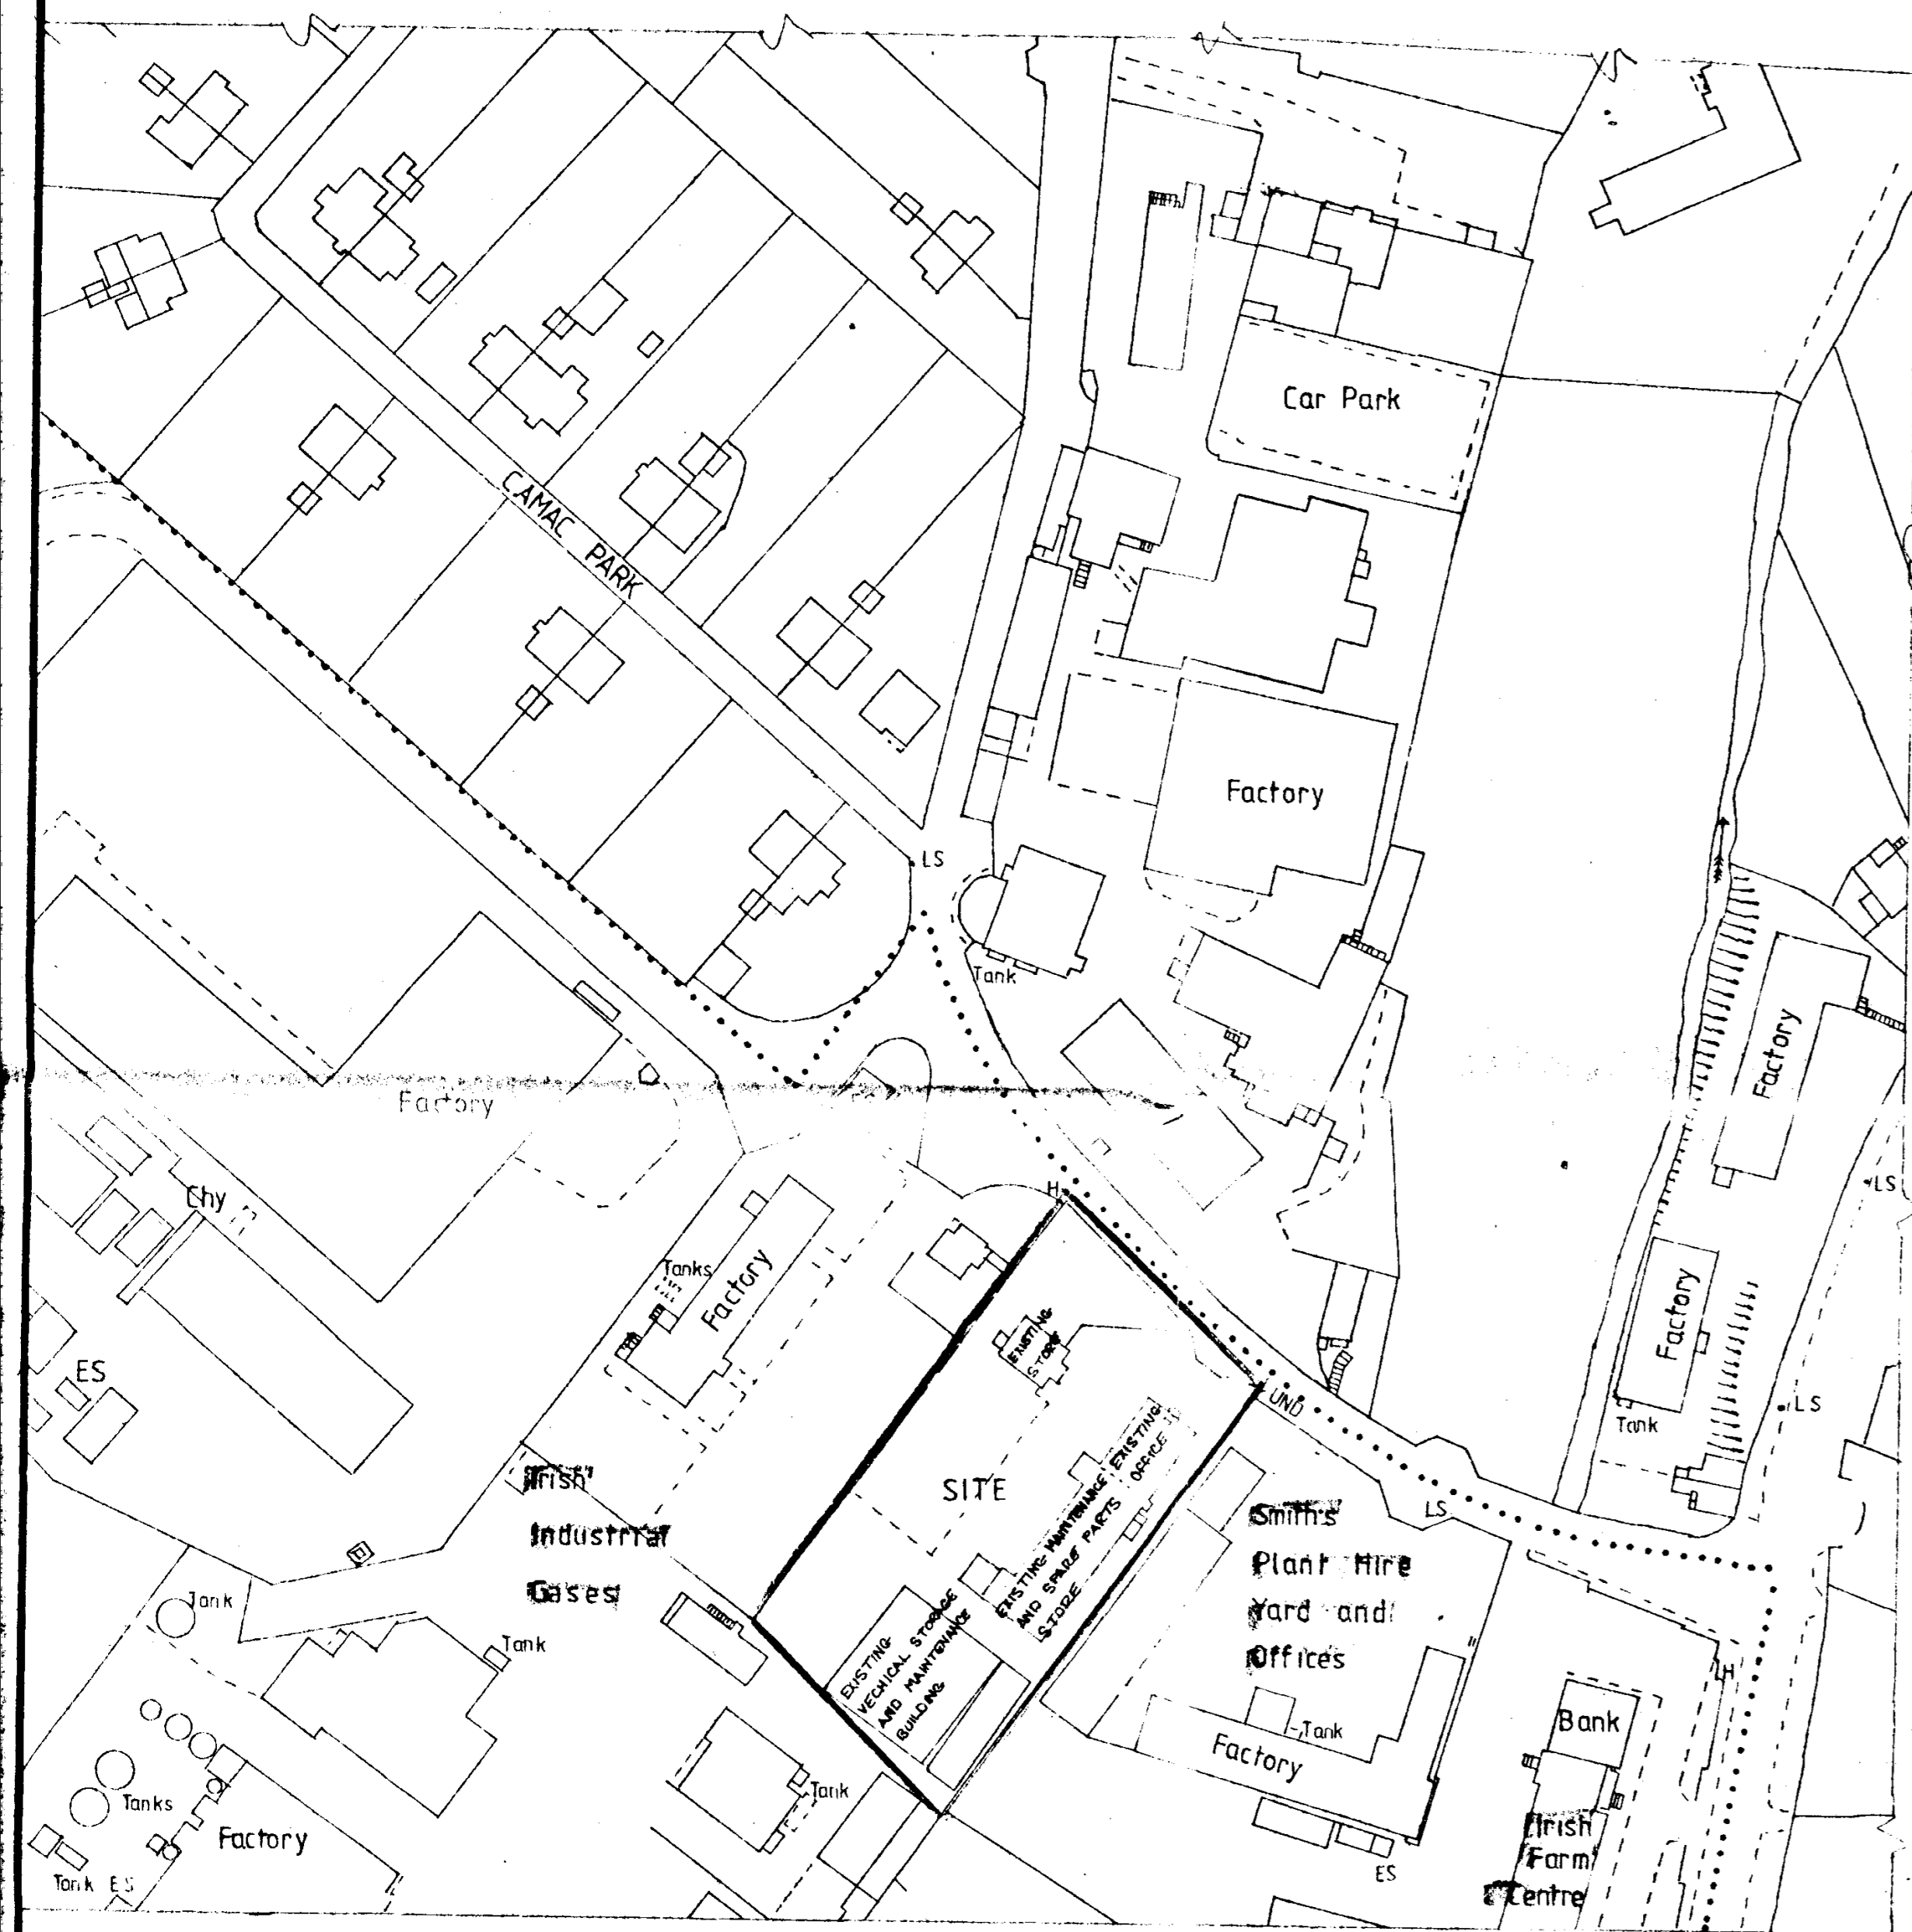 Car Park
CAMAC PARK
Factory
LS
Tank
Factory
Factory
Chy
H
LS
Tanks
Factory
EXISTING
STORE
Factory
ES
UND
LS
Tank
LS
SITE
EXISTING
OFFICE
EXISTING MAINTENANCE
AND SPARE PARTS
STORE
EXISTING
VECHICAL STORAGE
AND MAINTENANCE
BUILDING
Irish
Industrial
Gases
Smith's
Plant Hire
Yard and
Offices
Tank
Tank
H
Bank
Tank
Factory
Tanks
Tank
Factory
Tank ES
ES
Irish
Farm
Centre